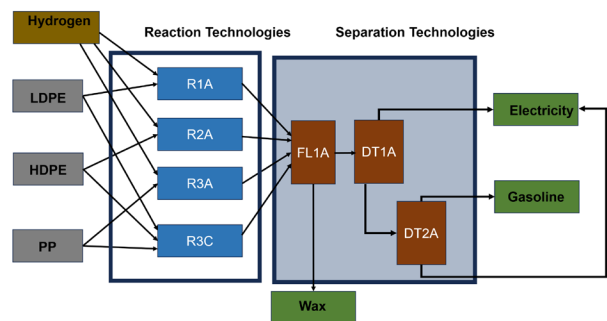 Hydrogen
Reaction Technologies
Separation Technologies
LDPE
HDPE
PP
R1A
R2A
R3A
R3C
FL1A
DT1A
DT2A
Electricity
Gasoline
Wax